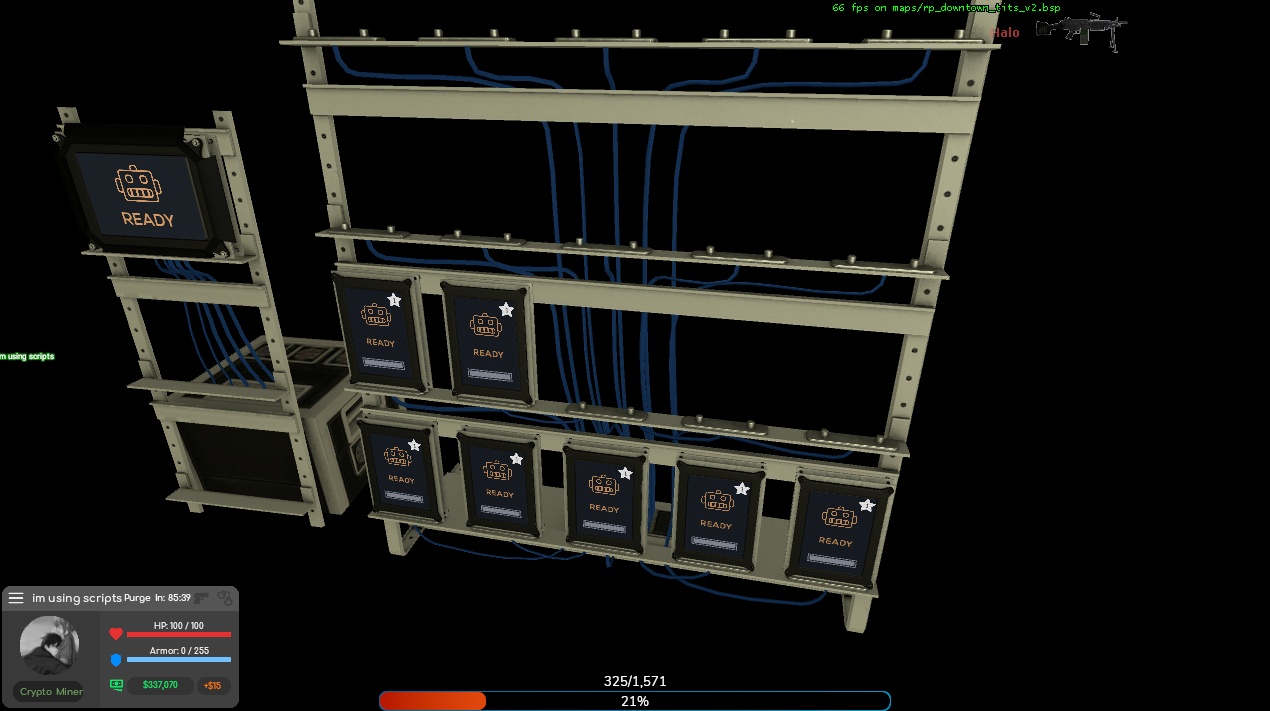 66 fps on maps/rp_downtown_tits_v2.bsp
Halo
READY
READY
READY
m using scripts
READY
READY
READY
READY
READY
im using scripts Purge In: 85:39
HP: 100 / 100
Armor: 0 / 255
$337,070 +$15
Crypto Miner
325/1,571
21%